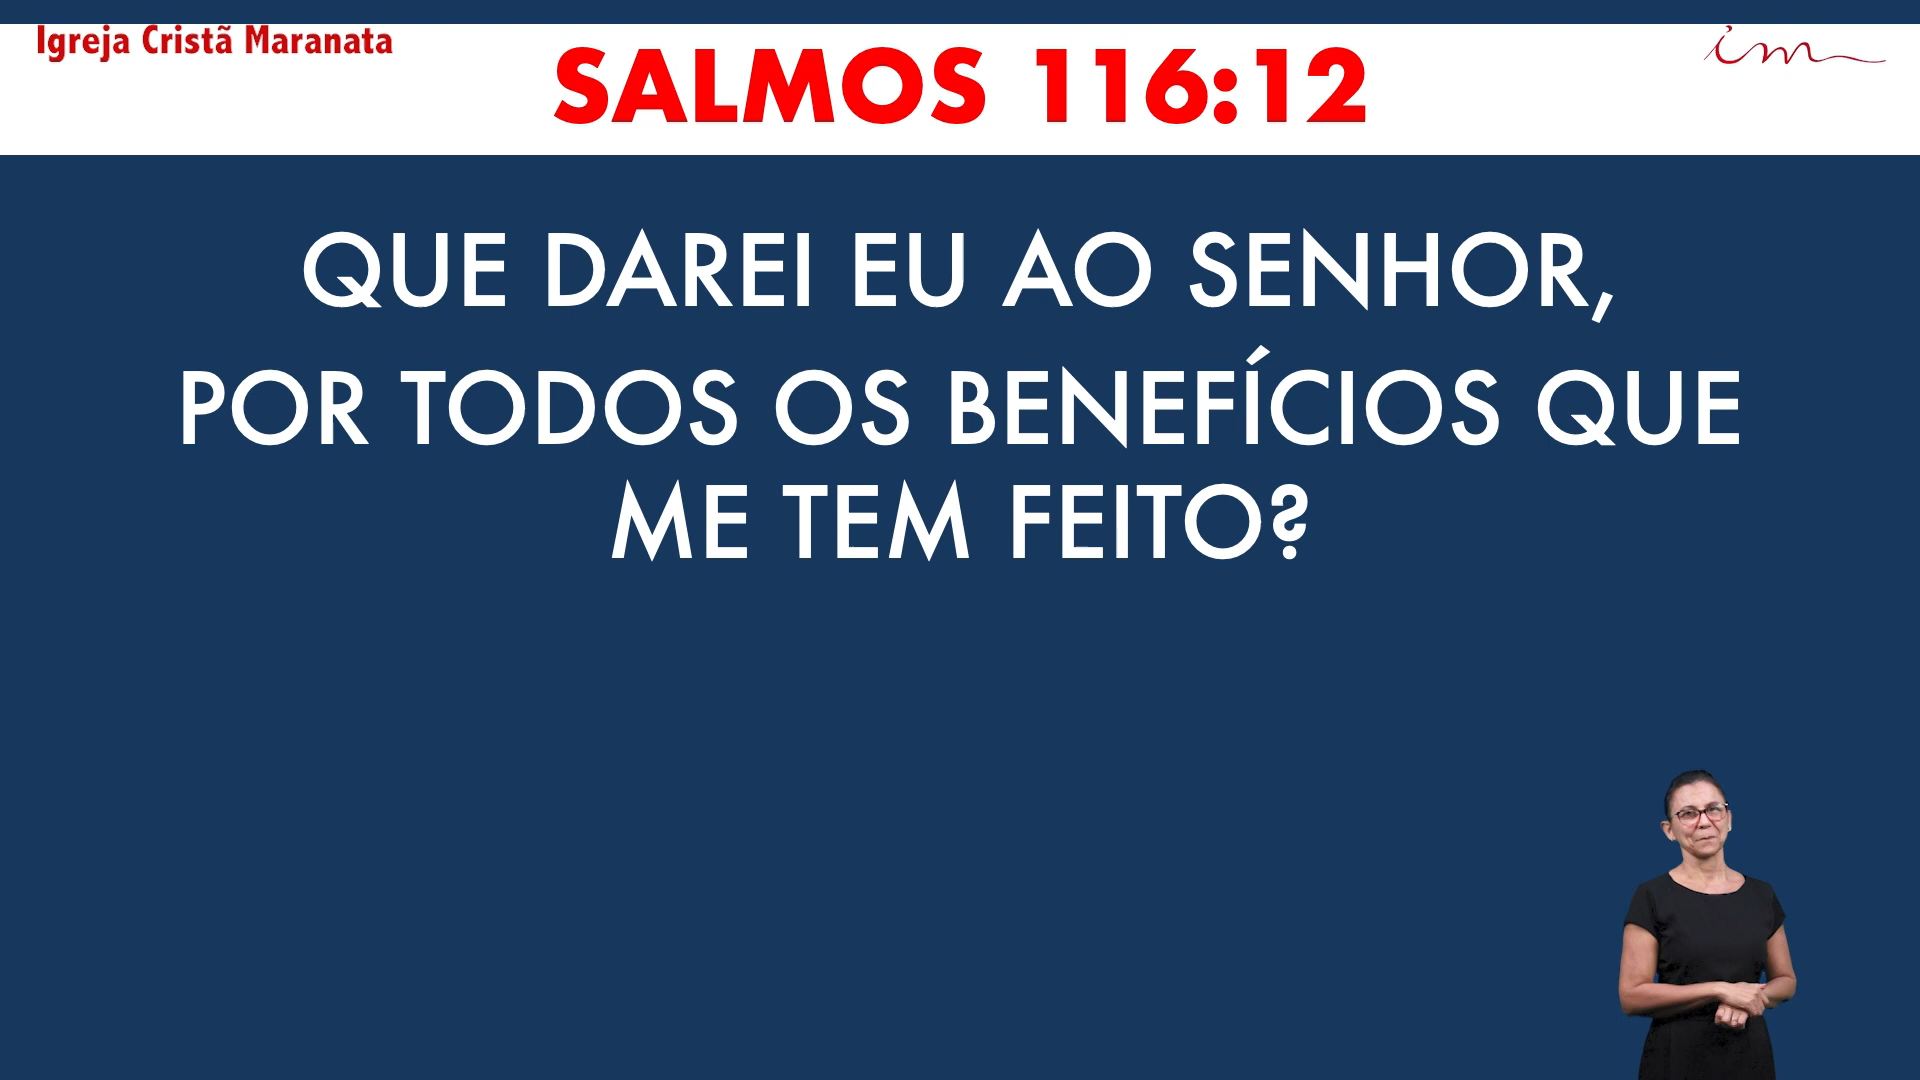 Igreja Cristã Maranata
im
SALMOS 116:12
QUE DAREI EU AO SENHOR,
POR TODOS OS BENEFÍCIOS QUE
ME TEM FEITO?